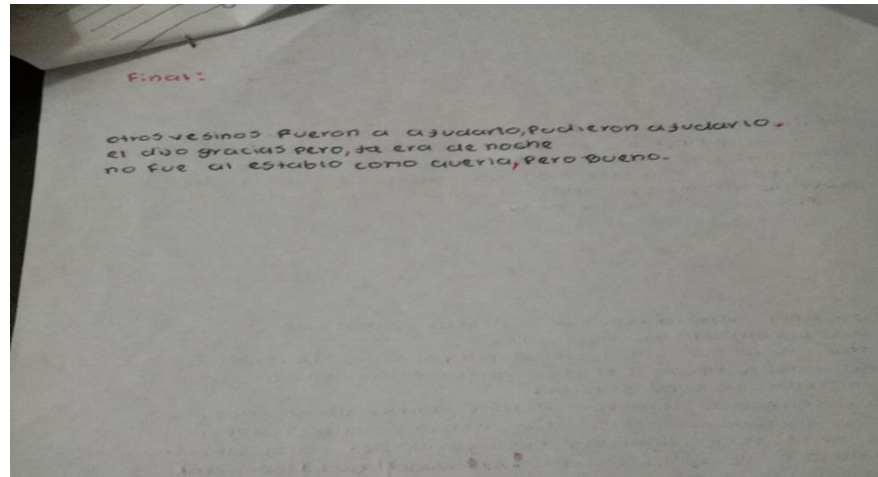 Final:
otros vesinos fueron a ayudarlo, pudieron ayudarlo.
el dijo gracias pero, ya era de noche
no fue al establo como queria, pero bueno.